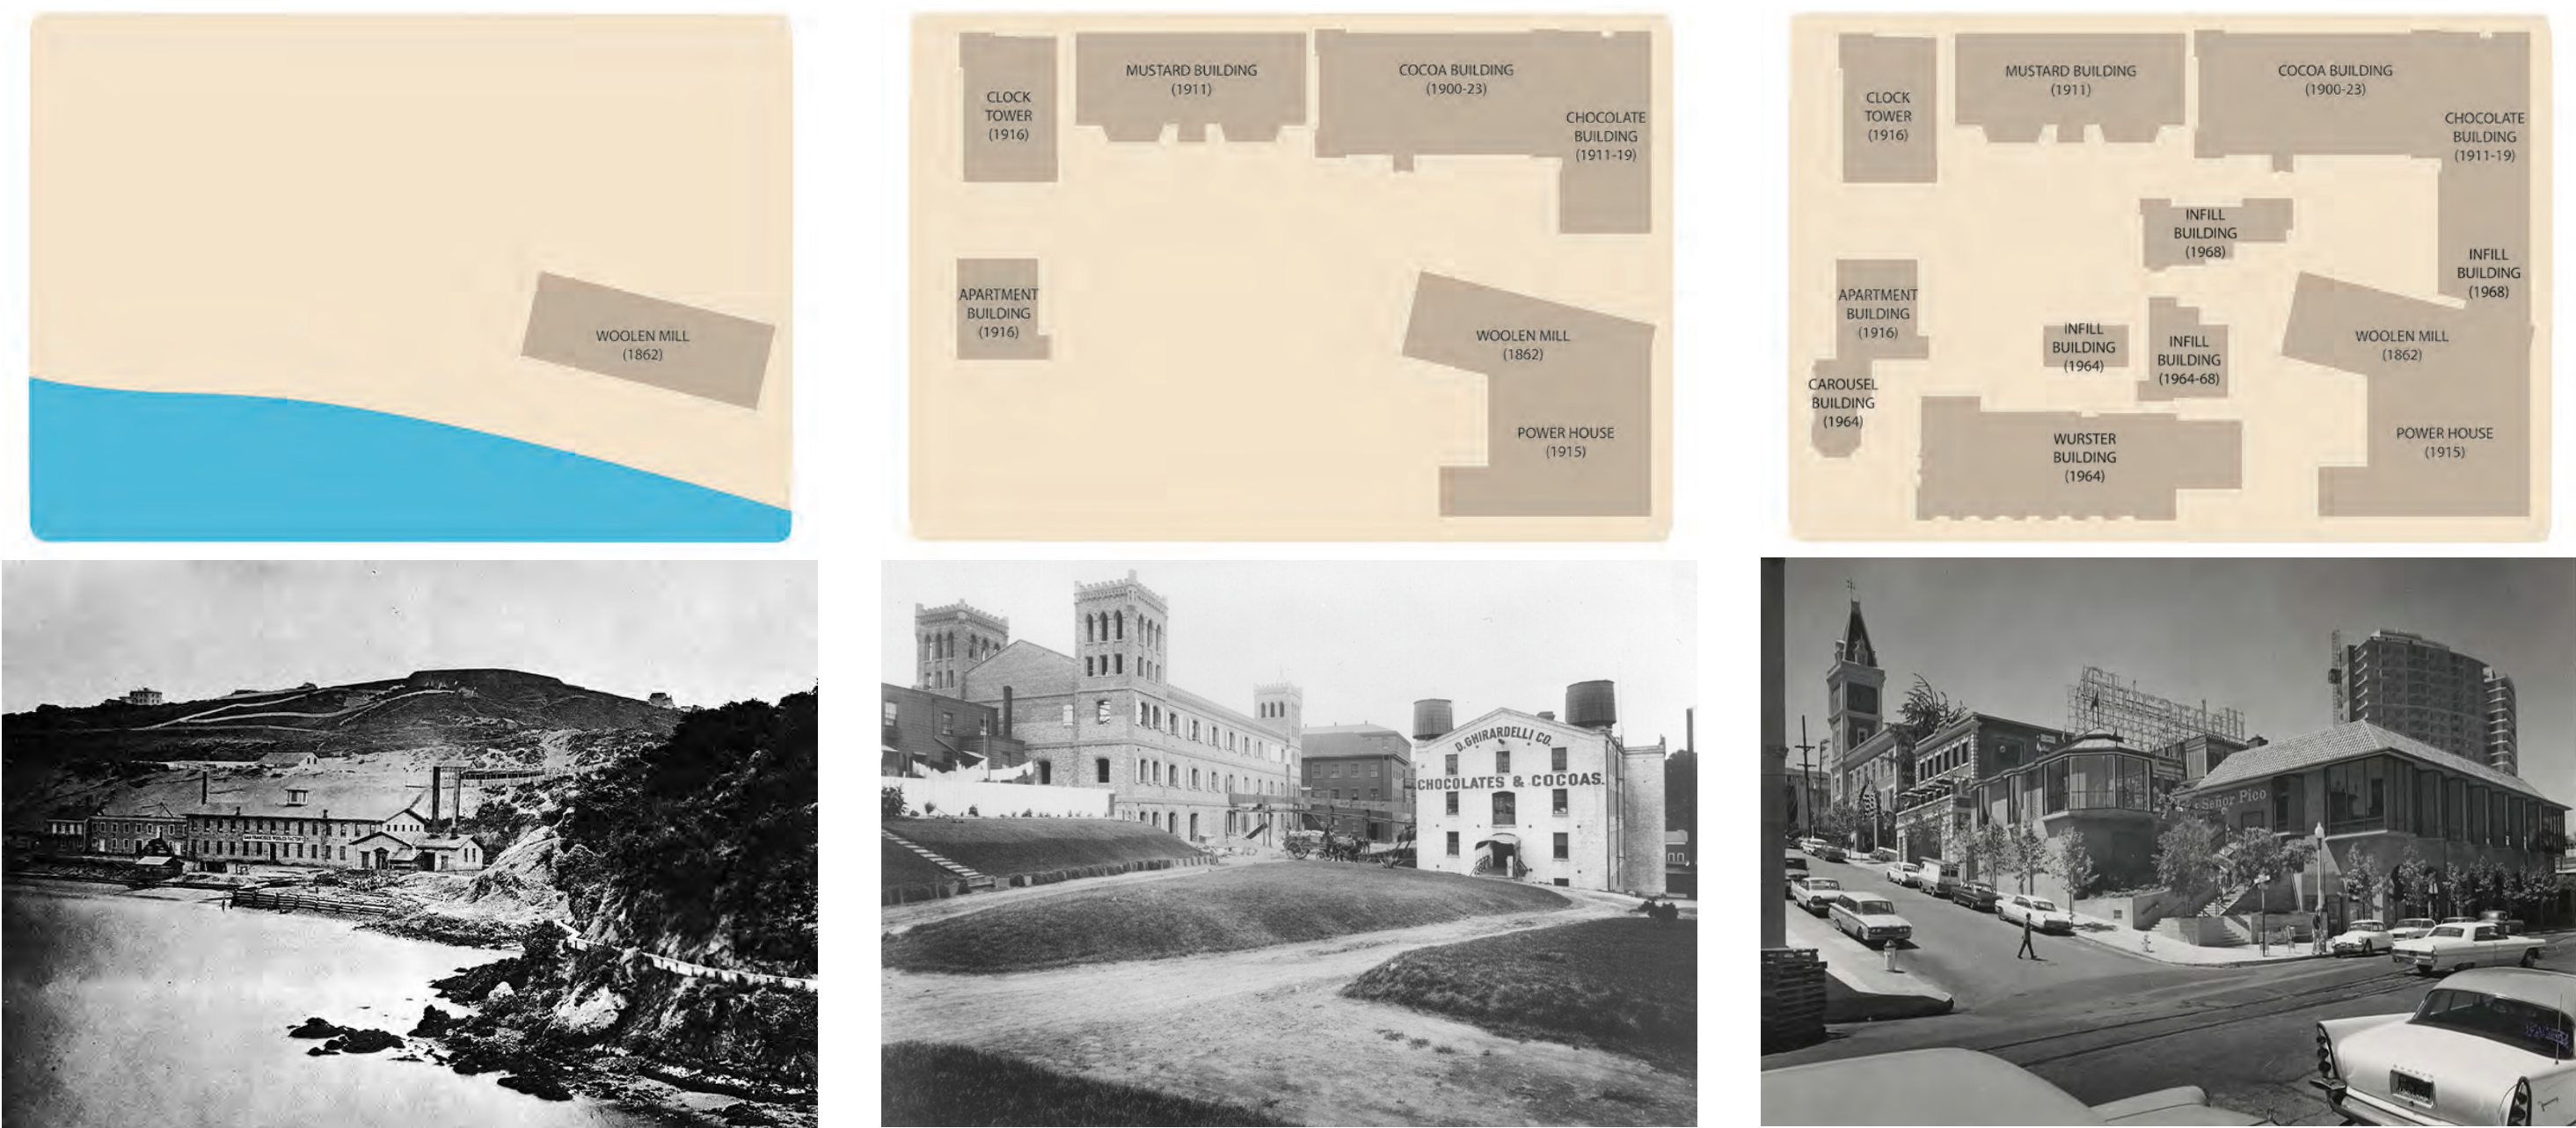 WOOLEN MILL
(1862)
CLOCK
TOWER
(1916)
MUSTARD BUILDING
(1911)
COCOA BUILDING
(1900-23)
CHOCOLATE
BUILDING
(1911-19)
APARTMENT
BUILDING
(1916)
WOOLEN MILL
(1862)
POWER HOUSE
(1915)
CLOCK
TOWER
(1916)
MUSTARD BUILDING
(1911)
COCOA BUILDING
(1900-23)
CHOCOLATE
BUILDING
(1911-19)
INFILL
BUILDING
(1968)
INFILL
BUILDING
(1968)
APARTMENT
BUILDING
(1916)
INFILL
BUILDING
(1964)
INFILL
BUILDING
(1964-68)
WOOLEN MILL
(1862)
CAROUSEL
BUILDING
(1964)
WURSTER
BUILDING
(1964)
POWER HOUSE
(1915)
D. GHIRARDELLI CO.
CHOCOLATES & COCOAS.
Ghirardelli
Señor Pico